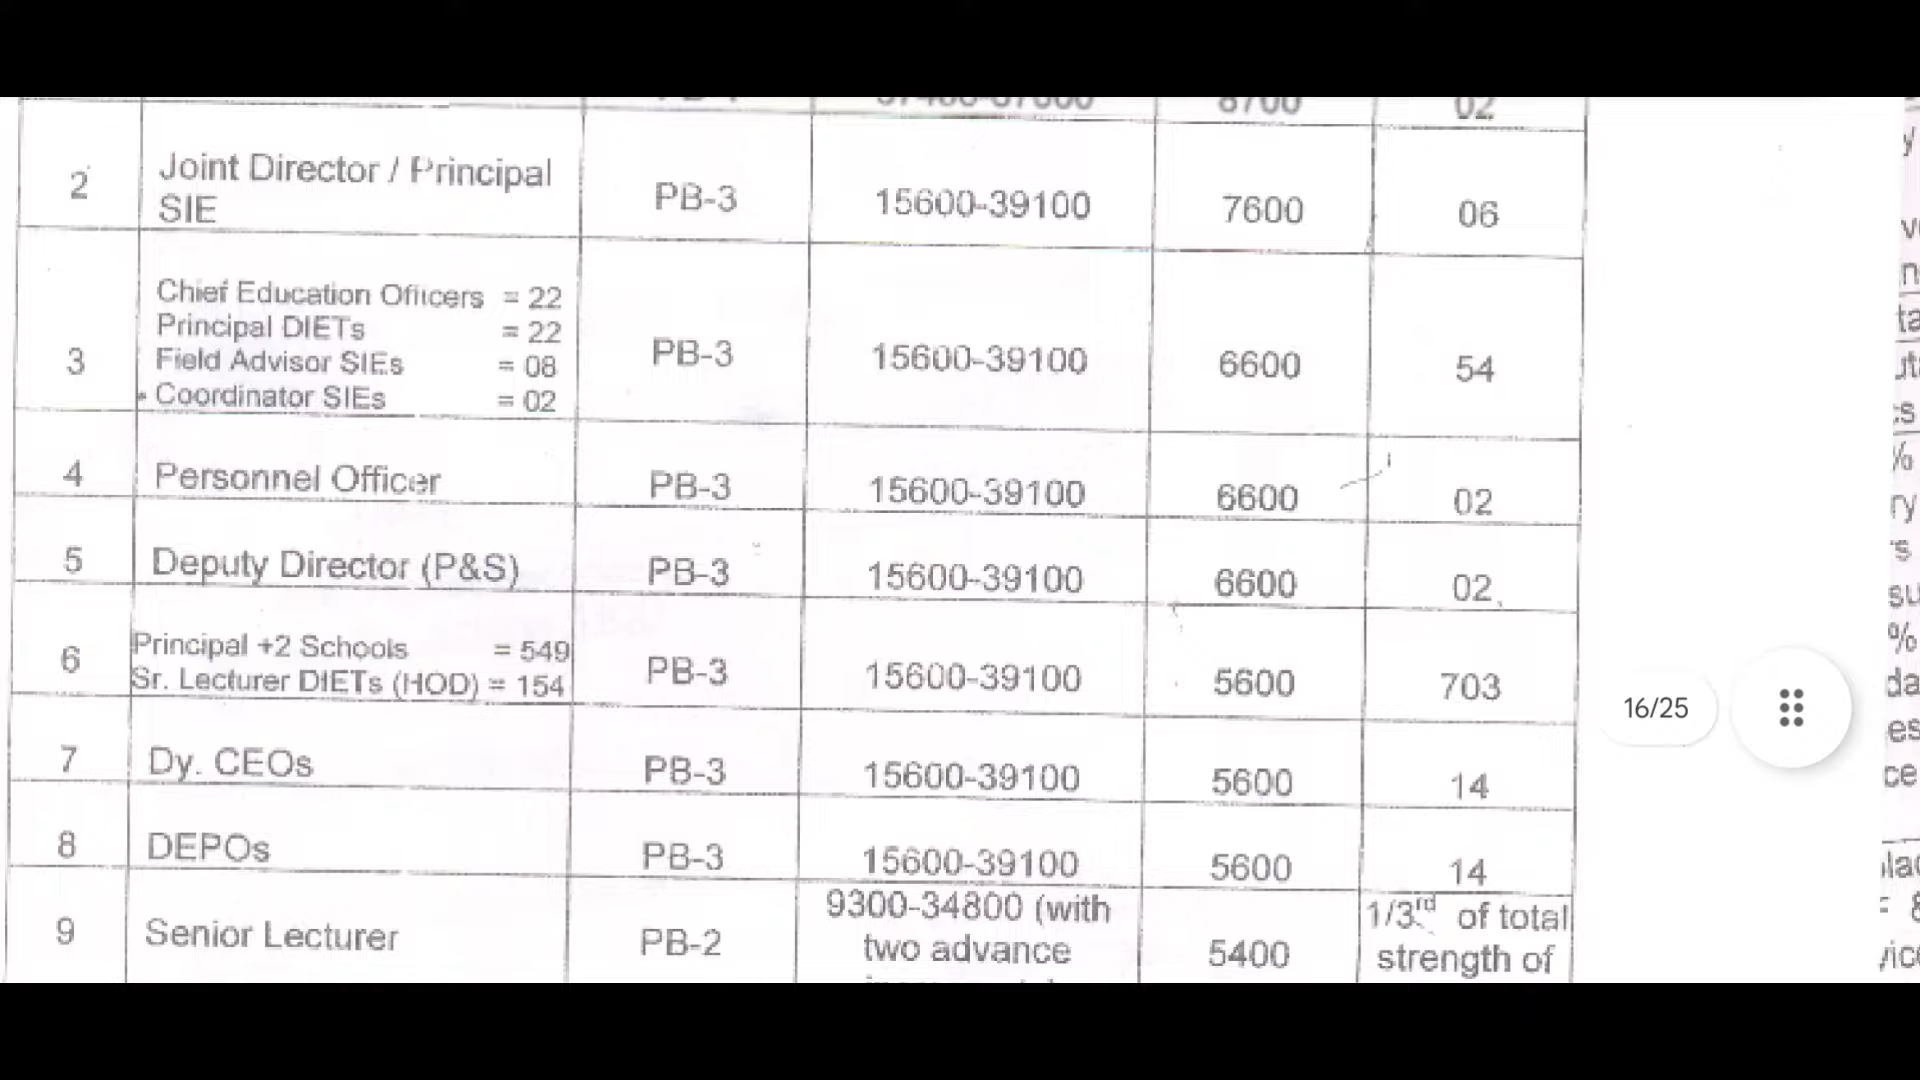 8700
02
2
Joint Director / Principal
SIE
PB-3
15600-39100
7600
06
3
Chief Education Officers = 22
Principal DIETs = 22
Field Advisor SIEs = 08
Coordinator SIEs = 02
PB-3
15600-39100
6600
54
4
Personnel Officer
PB-3
15600-39100
6600
02
5
Deputy Director (P&S)
PB-3
15600-39100
6600
02
6
Principal +2 Schools = 549
Sr. Lecturer DIETs (HOD) = 154
PB-3
15600-39100
5600
703
7
Dy. CEOs
PB-3
15600-39100
5600
14
8
DEPOs
PB-3
15600-39100
5600
14
9
Senior Lecturer
PB-2
9300-34800 (with
two advance
5400
1/3rd of total
strength of
16/25